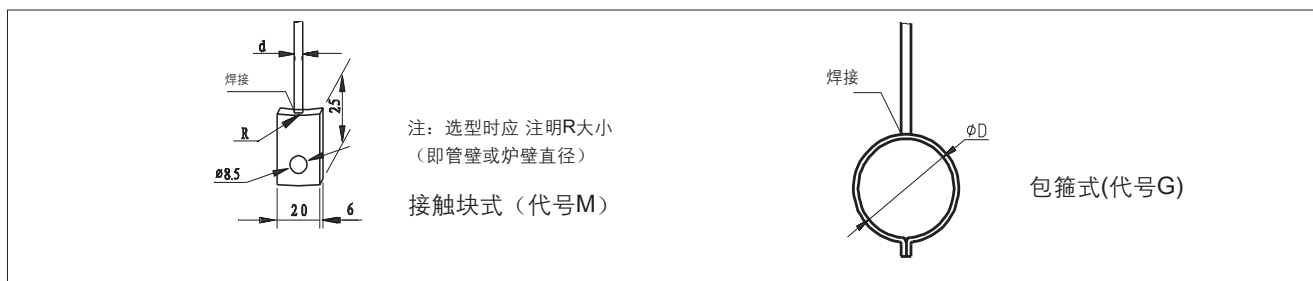 d
焊接
25
R
ø8.5
20
6
注：选型时应 注明R大小
（即管壁或炉壁直径）
接触块式（代号M）
焊接
øD
包箍式(代号G)